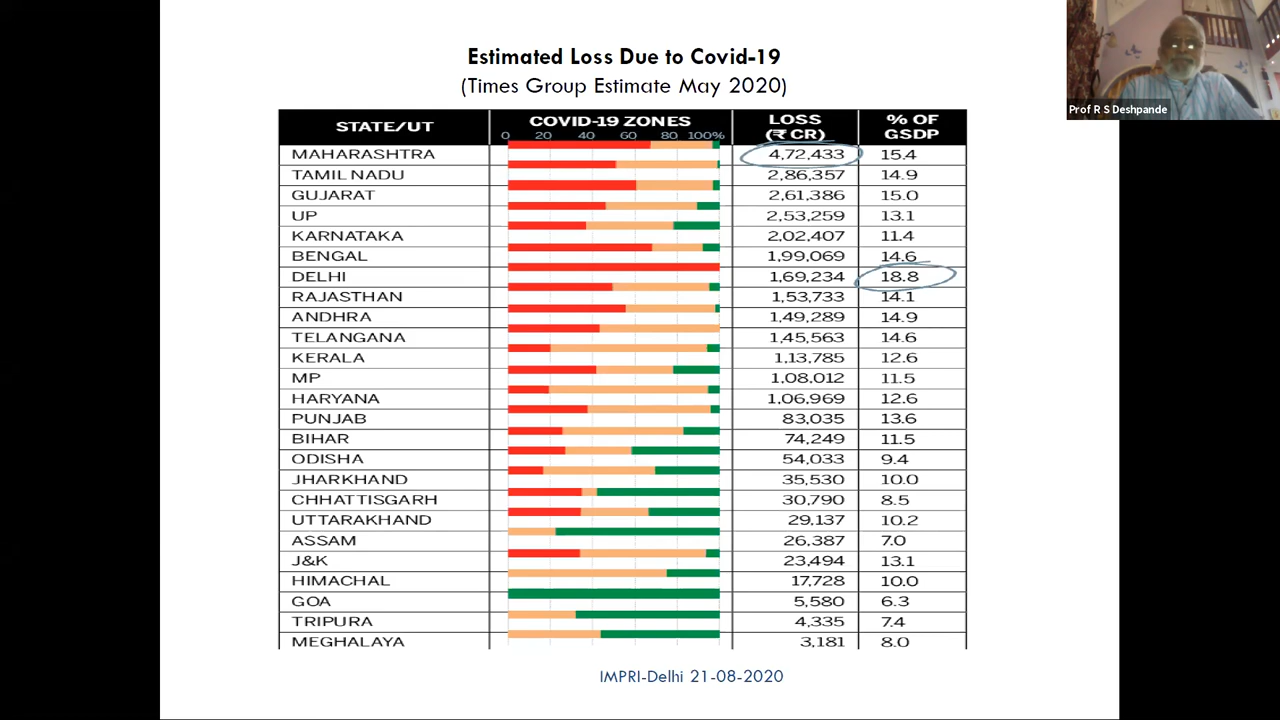 Estimated Loss Due to Covid-19
(Times Group Estimate May 2020)
Prof R S Deshpande
STATE/UT COVID-19 ZONES LOSS (₹ CR) % OF GSDP
0 20 40 60 80 100%
MAHARASHTRA 4,72,433 15.4
TAMIL NADU 2,86,357 14.9
GUJARAT 2,61,386 15.0
UP 2,53,259 13.1
KARNATAKA 2,02,407 11.4
BENGAL 1,99,069 14.6
DELHI 1,69,234 18.8
RAJASTHAN 1,53,733 14.1
ANDHRA 1,49,289 14.9
TELANGANA 1,45,563 14.6
KERALA 1,13,785 12.6
MP 1,08,012 11.5
HARYANA 1,06,969 12.6
PUNJAB 83,035 13.6
BIHAR 74,249 11.5
ODISHA 54,033 9.4
JHARKHAND 35,530 10.0
CHHATTISGARH 30,790 8.5
UTTARAKHAND 29,137 10.2
ASSAM 26,387 7.0
J&K 23,494 13.1
HIMACHAL 17,728 10.0
GOA 5,580 6.3
TRIPURA 4,335 7.4
MEGHALAYA 3,181 8.0
IMPRI-Delhi 21-08-2020